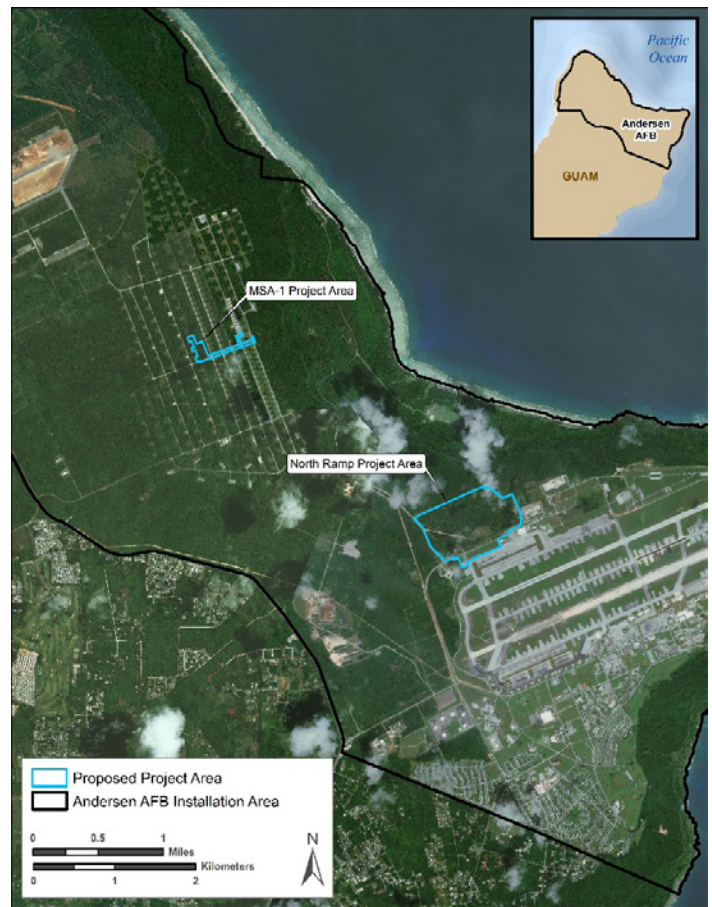 Pacific
Ocean
Andersen
AFB
GUAM
MSA-1 Project Area
North Ramp Project Area
Proposed Project Area
Andersen AFB Installation Area
0 0.5 1
Miles
Kilometers
0 1 2
N